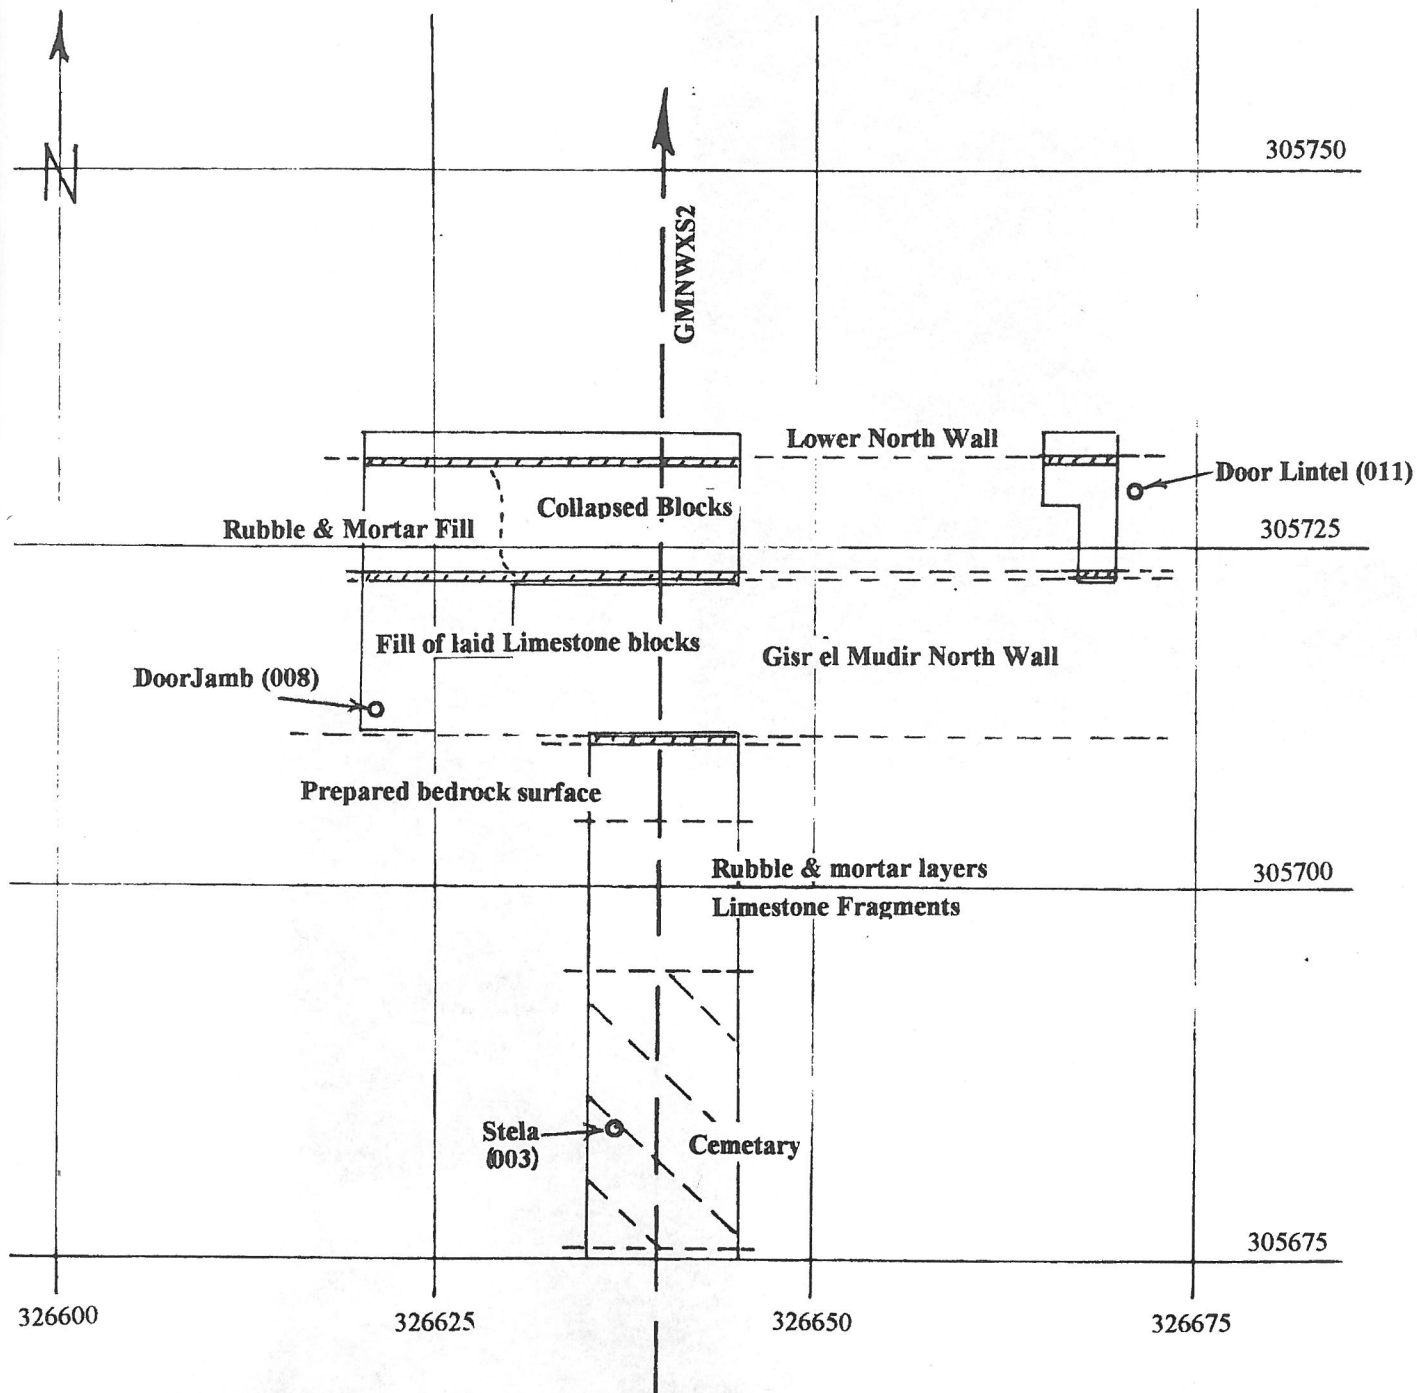 N
305750
GMNWXS2
Lower North Wall
Door Lintel (011)
Collapsed Blocks
Rubble & Mortar Fill
305725
Fill of laid Limestone blocks
Gisr el Mudir North Wall
DoorJamb (008)
Prepared bedrock surface
Rubble & mortar layers
305700
Limestone Fragments
Stela
(003)
Cemetary
305675
326600
326625
326650
326675